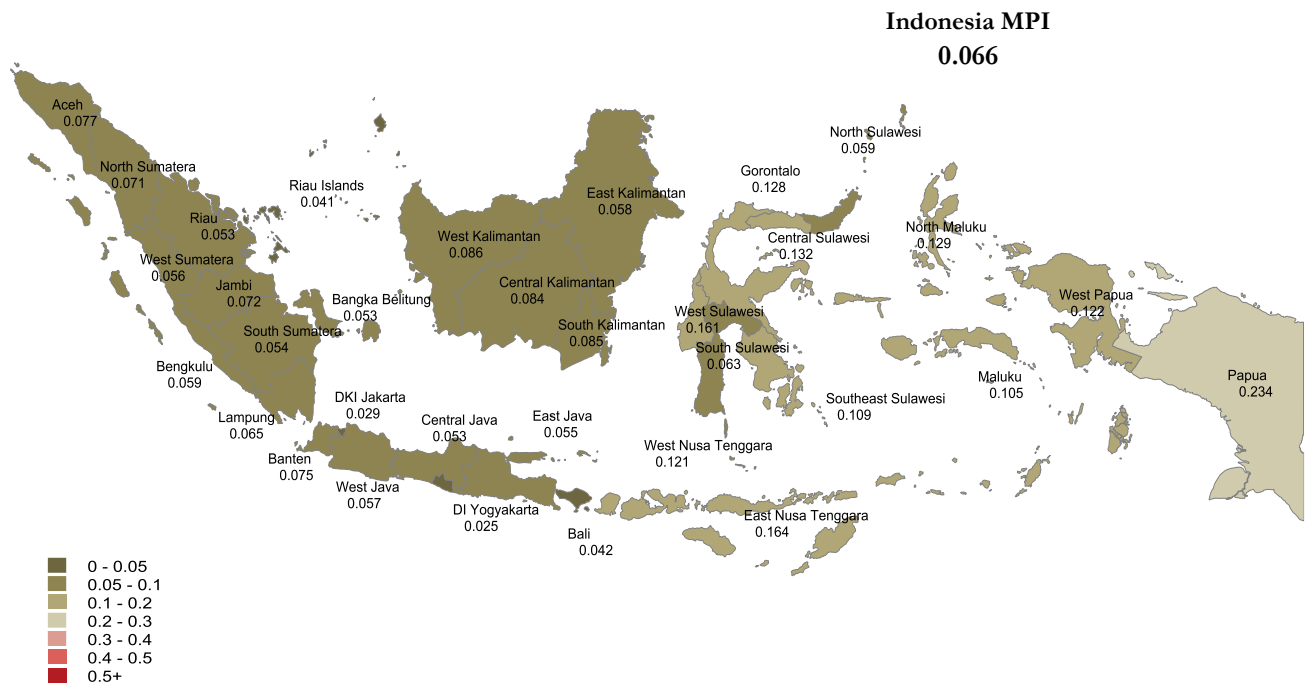 Indonesia MPI
0.066
Aceh
0.077
North Sumatera
0.071
Riau
0.053
Riau Islands
0.041
West Sumatera
0.056
Jambi
0.072
Bangka Belitung
0.053
South Sumatera
0.054
Bengkulu
0.059
Lampung
0.065
DKI Jakarta
0.029
Banten
0.075
West Java
0.057
Central Java
0.053
DI Yogyakarta
0.025
East Java
0.055
Bali
0.042
West Kalimantan
0.086
Central Kalimantan
0.084
South Kalimantan
0.085
East Kalimantan
0.058
North Sulawesi
0.059
Gorontalo
0.128
Central Sulawesi
0.132
West Sulawesi
0.161
South Sulawesi
0.063
Southeast Sulawesi
0.109
West Nusa Tenggara
0.121
East Nusa Tenggara
0.164
North Maluku
0.129
Maluku
0.105
West Papua
0.122
Papua
0.234
0 - 0.05
0.05 - 0.1
0.1 - 0.2
0.2 - 0.3
0.3 - 0.4
0.4 - 0.5
0.5+